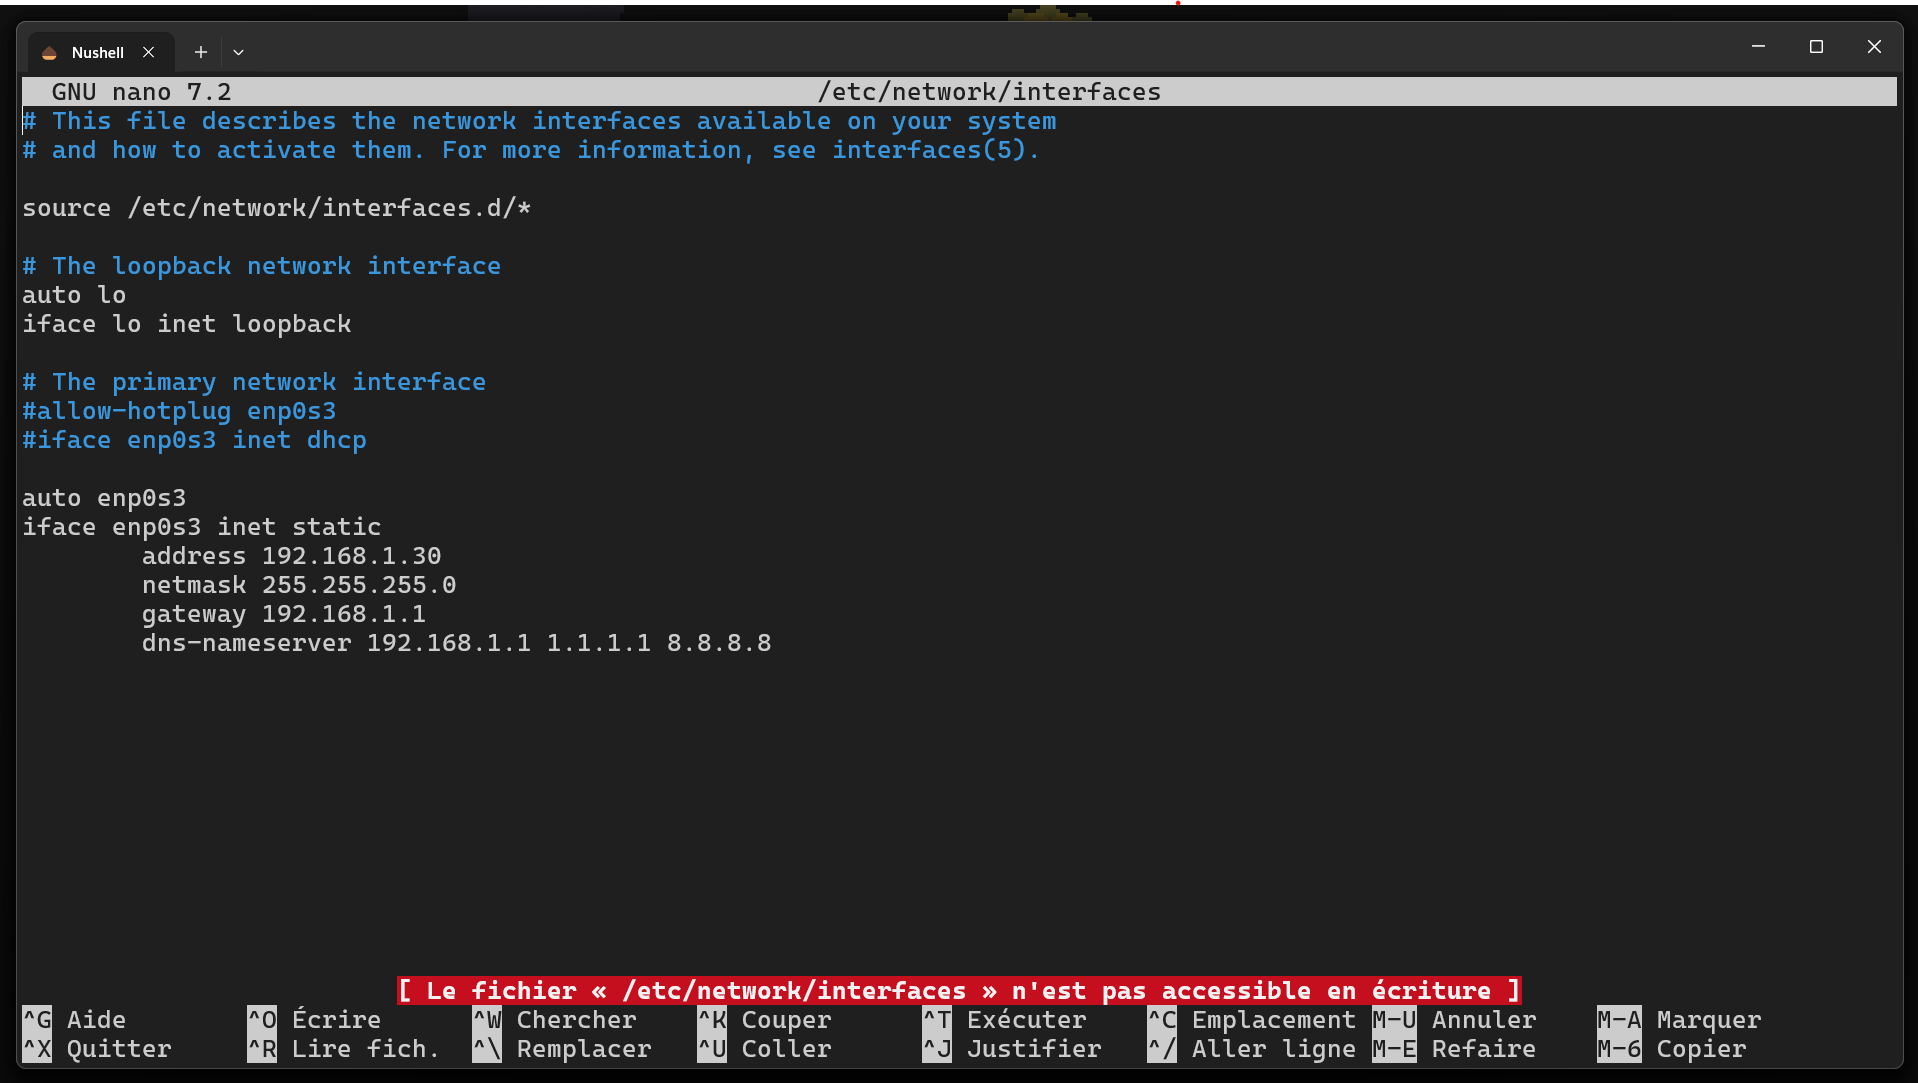 Nushell
GNU nano 7.2 /etc/network/interfaces
# This file describes the network interfaces available on your system
# and how to activate them. For more information, see interfaces(5).
source /etc/network/interfaces.d/*
# The loopback network interface
auto lo
iface lo inet loopback
# The primary network interface
#allow-hotplug enp0s3
#iface enp0s3 inet dhcp
auto enp0s3
iface enp0s3 inet static
address 192.168.1.30
netmask 255.255.255.0
gateway 192.168.1.1
dns-nameserver 192.168.1.1 1.1.1.1 8.8.8.8
[ Le fichier « /etc/network/interfaces » n'est pas accessible en écriture ]
^G Aide ^O Écrire ^W Chercher ^K Couper ^T Exécuter ^C Emplacement M-U Annuler M-A Marquer
^X Quitter ^R Lire fich. ^\ Remplacer ^U Coller ^J Justifier ^/ Aller ligne M-E Refaire M-6 Copier